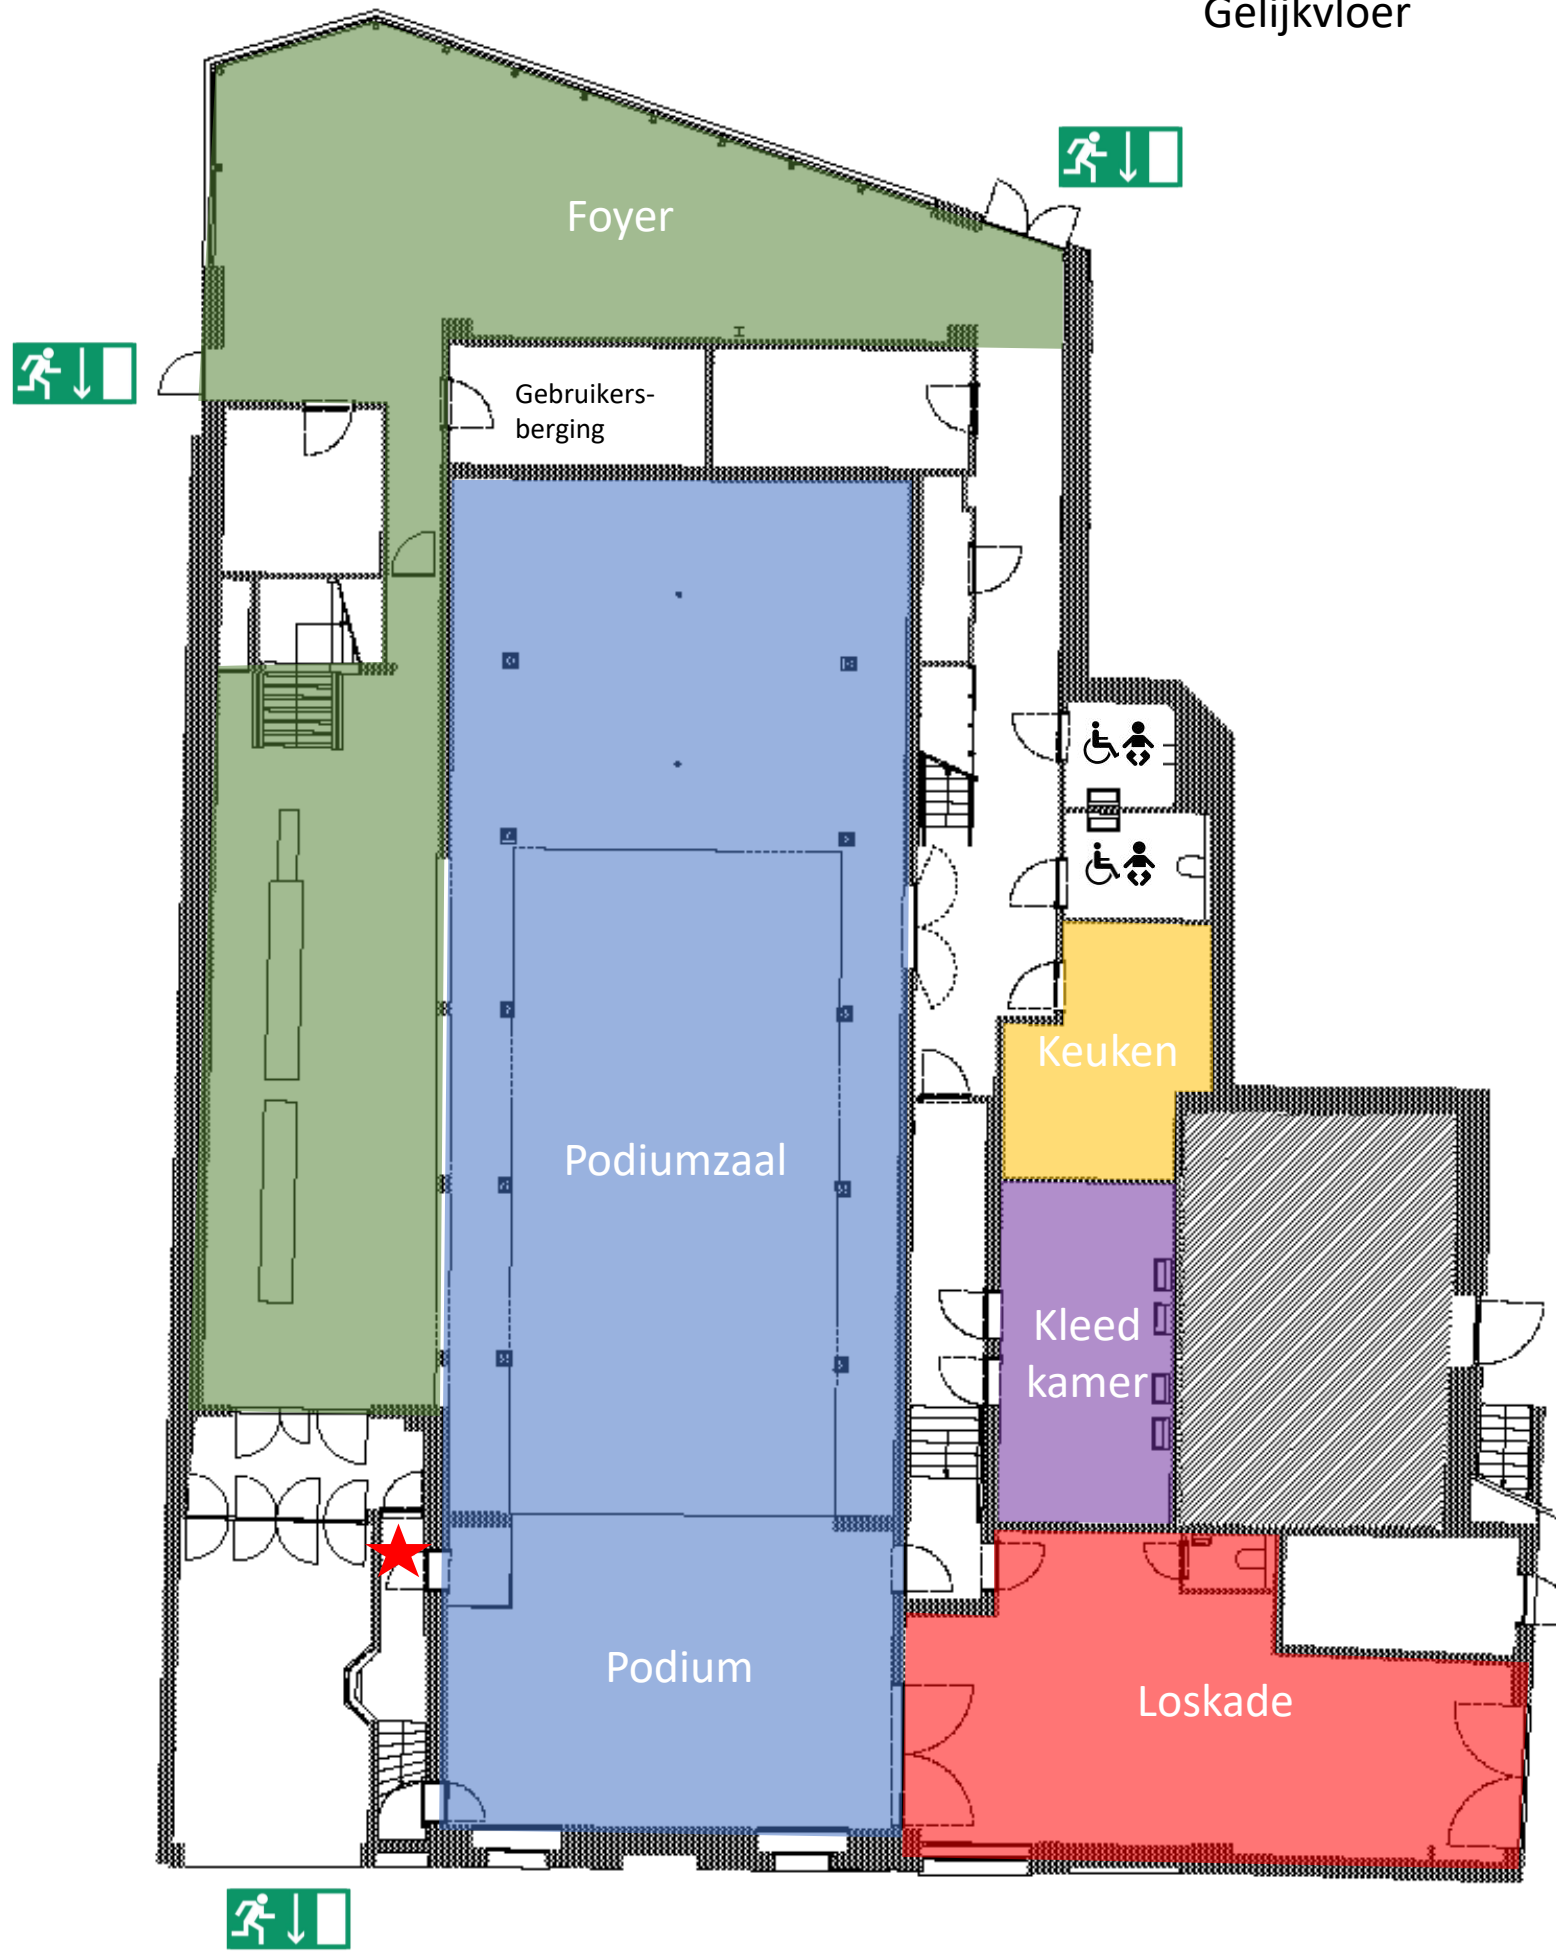 Gelijkvloer
Foyer
Gebruikers-
berging
Keuken
Podiumzaal
Kleed
kamer
Podium
Loskade